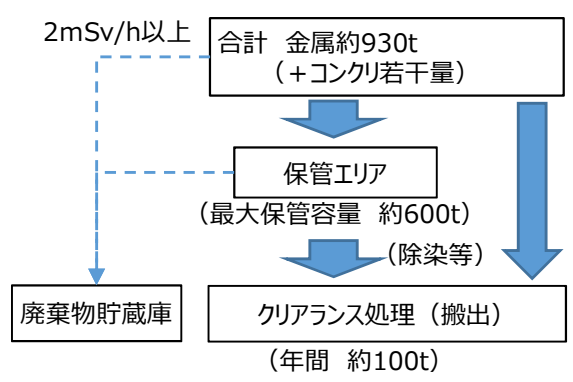 2mSv/h以上
合計 金属約930t
（＋コンクリ若干量）
保管エリア
（最大保管容量 約600t）
（除染等）
廃棄物貯蔵庫
クリアランス処理（搬出）
（年間 約100t）